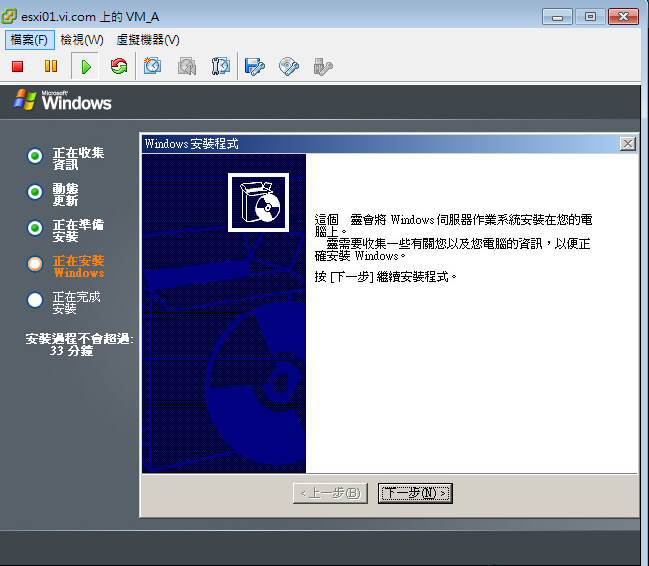 esxi01.vi.com 上的 VM_A
檔案(F) 檢視(W) 虛擬機器(V)
Microsoft
Windows
正在收集
資訊
動態
更新
正在準備
安裝
正在安裝
Windows
正在完成
安裝
安裝過程不會超過:
33 分鐘
Windows 安裝程式
這個 靈會將 Windows 伺服器作業系統安裝在您的電
腦上。
靈需要收集一些有關您以及您電腦的資訊，以便正
確安裝 Windows。
按 [下一步] 繼續安裝程式。
< 上一步(B)
下一步(N) >